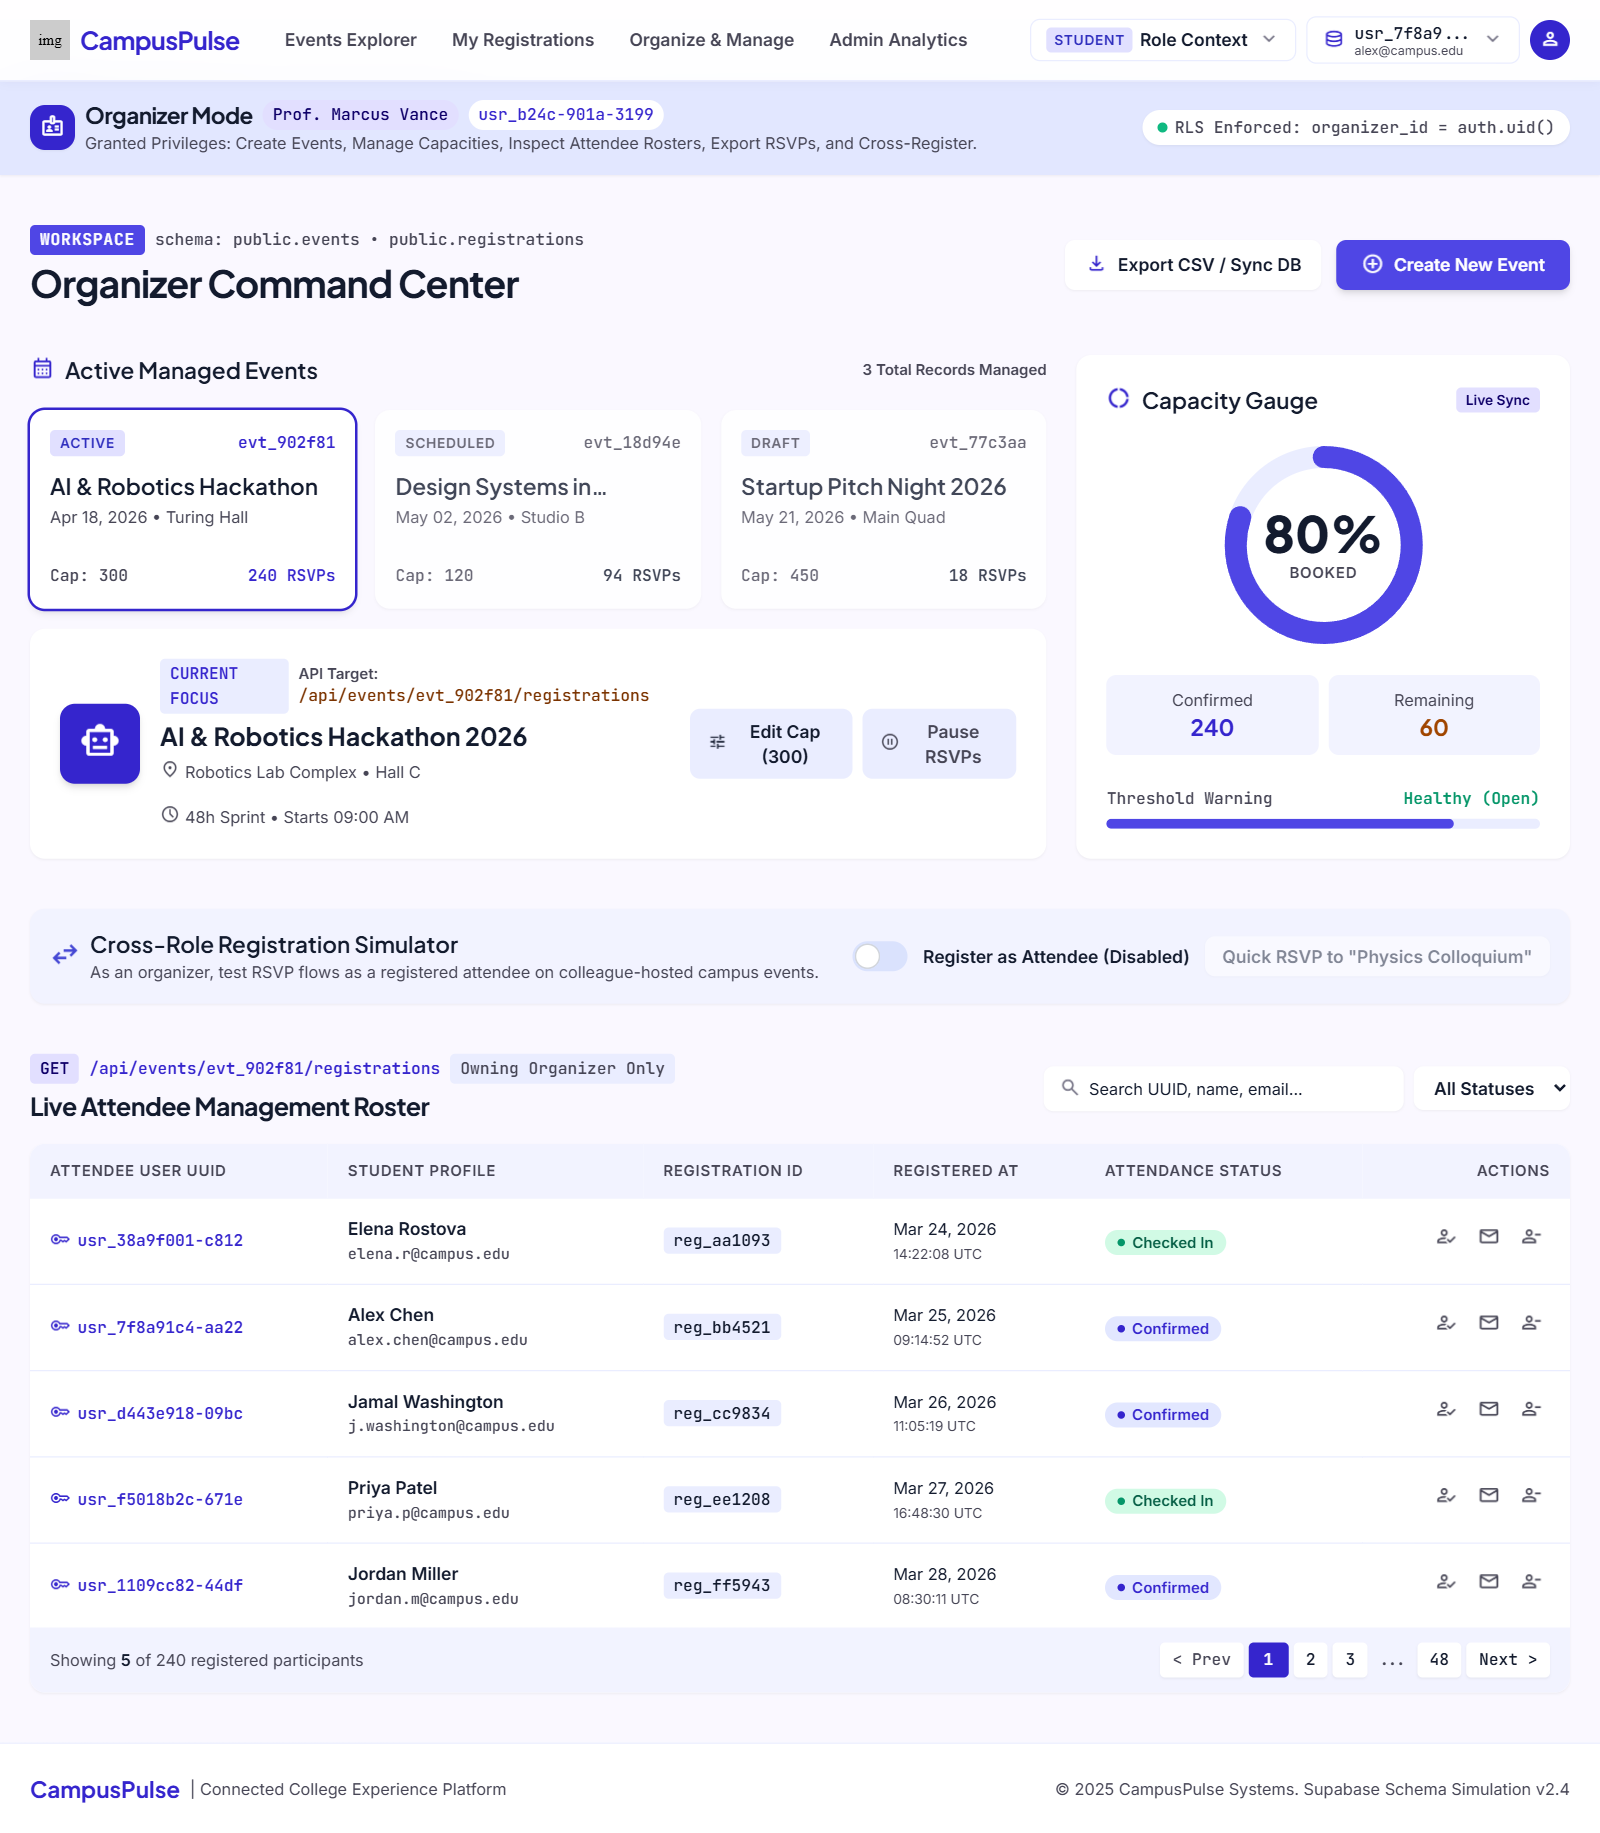 img
CampusPulse
Events Explorer
My Registrations
Organize & Manage
Admin Analytics
STUDENT Role Context
usr_7f8a9...
alex@campus.edu
Organizer Mode Prof. Marcus Vance usr_b24c-901a-3199
Granted Privileges: Create Events, Manage Capacities, Inspect Attendee Rosters, Export RSVPs, and Cross-Register.
RLS Enforced: organizer_id = auth.uid()
WORKSPACE schema: public.events • public.registrations
Organizer Command Center
Export CSV / Sync DB
Create New Event
Active Managed Events
3 Total Records Managed
ACTIVE evt_902f81
AI & Robotics Hackathon
Apr 18, 2026 • Turing Hall
Cap: 300 240 RSVPs
SCHEDULED evt_18d94e
Design Systems in...
May 02, 2026 • Studio B
Cap: 120 94 RSVPs
DRAFT evt_77c3aa
Startup Pitch Night 2026
May 21, 2026 • Main Quad
Cap: 450 18 RSVPs
CURRENT
FOCUS
API Target:
/api/events/evt_902f81/registrations
AI & Robotics Hackathon 2026
Robotics Lab Complex • Hall C
48h Sprint • Starts 09:00 AM
Edit Cap
(300)
Pause
RSVPs
Capacity Gauge
Live Sync
80%
BOOKED
Confirmed
240
Remaining
60
Threshold Warning Healthy (Open)
Cross-Role Registration Simulator
As an organizer, test RSVP flows as a registered attendee on colleague-hosted campus events.
Register as Attendee (Disabled)
Quick RSVP to "Physics Colloquium"
GET /api/events/evt_902f81/registrations Owning Organizer Only
Live Attendee Management Roster
Search UUID, name, email...
All Statuses
ATTENDEE USER UUID STUDENT PROFILE REGISTRATION ID REGISTERED AT ATTENDANCE STATUS ACTIONS
usr_38a9f001-c812
Elena Rostova
elena.r@campus.edu
reg_aa1093
Mar 24, 2026
14:22:08 UTC
Checked In
usr_7f8a91c4-aa22
Alex Chen
alex.chen@campus.edu
reg_bb4521
Mar 25, 2026
09:14:52 UTC
Confirmed
usr_d443e918-09bc
Jamal Washington
j.washington@campus.edu
reg_cc9834
Mar 26, 2026
11:05:19 UTC
Confirmed
usr_f5018b2c-671e
Priya Patel
priya.p@campus.edu
reg_ee1208
Mar 27, 2026
16:48:30 UTC
Checked In
usr_1109cc82-44df
Jordan Miller
jordan.m@campus.edu
reg_ff5943
Mar 28, 2026
08:30:11 UTC
Confirmed
Showing 5 of 240 registered participants
< Prev 1 2 3 ... 48 Next >
CampusPulse | Connected College Experience Platform
© 2025 CampusPulse Systems. Supabase Schema Simulation v2.4